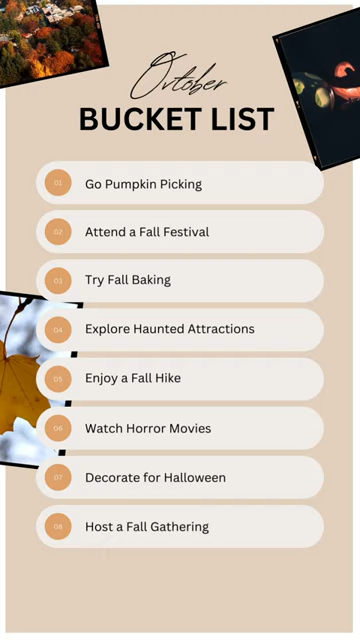 October
BUCKET LIST
01 Go Pumpkin Picking
02 Attend a Fall Festival
03 Try Fall Baking
04 Explore Haunted Attractions
05 Enjoy a Fall Hike
06 Watch Horror Movies
07 Decorate for Halloween
08 Host a Fall Gathering